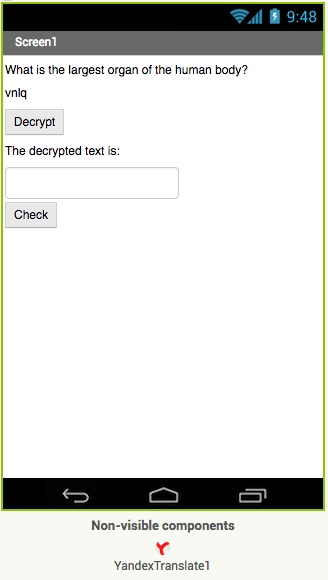 9:48
Screen1
What is the largest organ of the human body?
vnlq
Decrypt
The decrypted text is:
Check
Non-visible components
YandexTranslate1